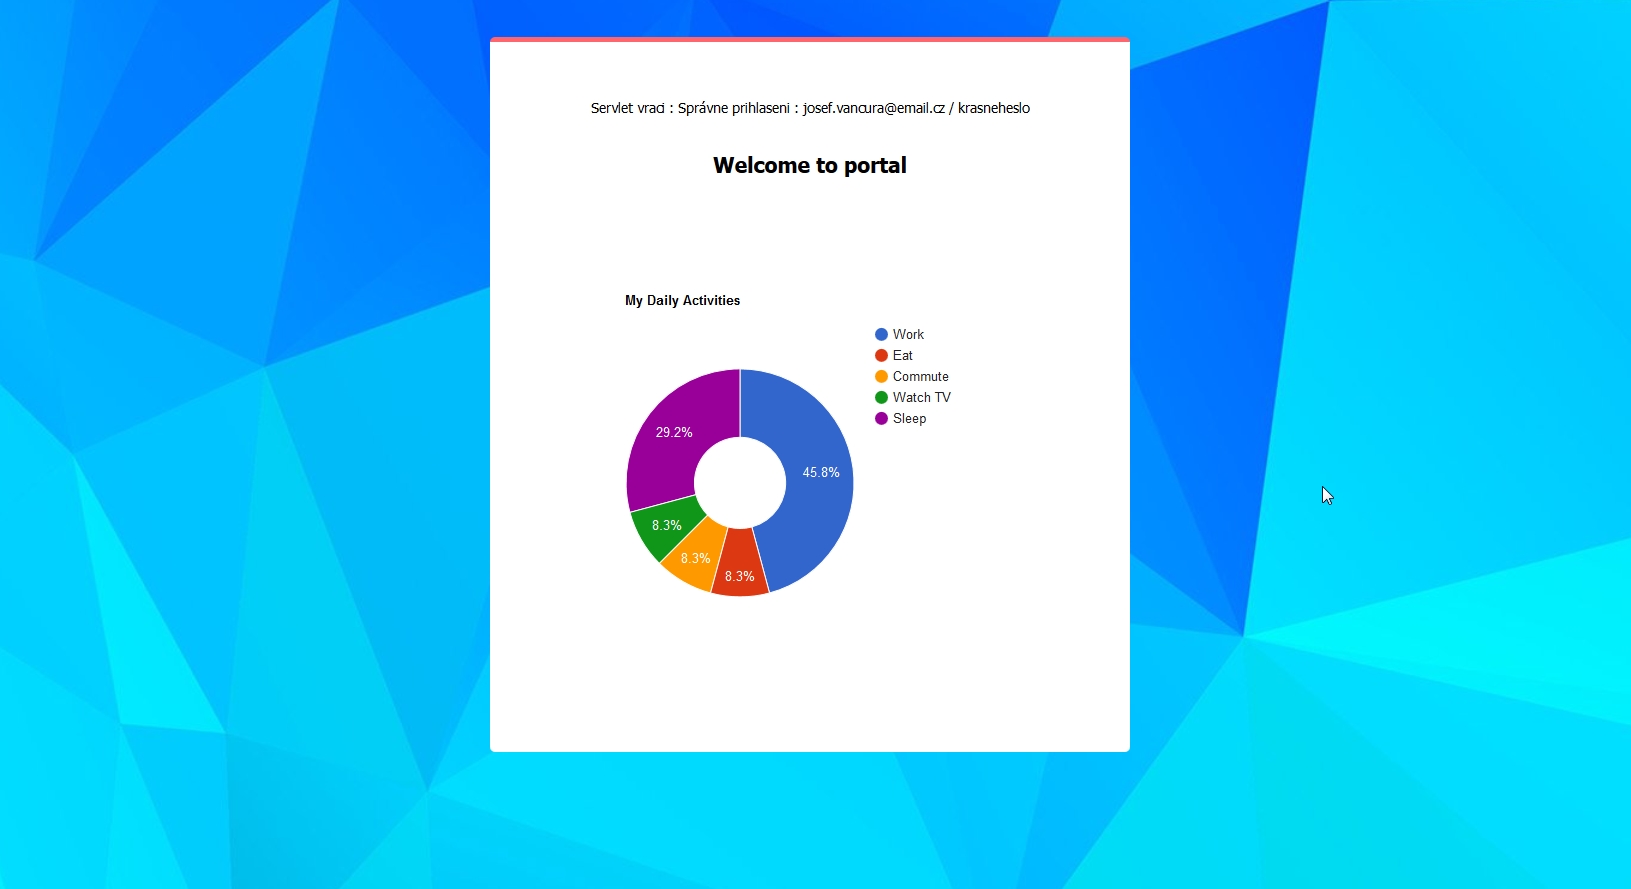 Servlet vraci : Správne prihlaseni : josef.vancura@email.cz / krasneheslo
Welcome to portal
My Daily Activities
Work
Eat
Commute
Watch TV
Sleep
29.2%
45.8%
8.3%
8.3%
8.3%